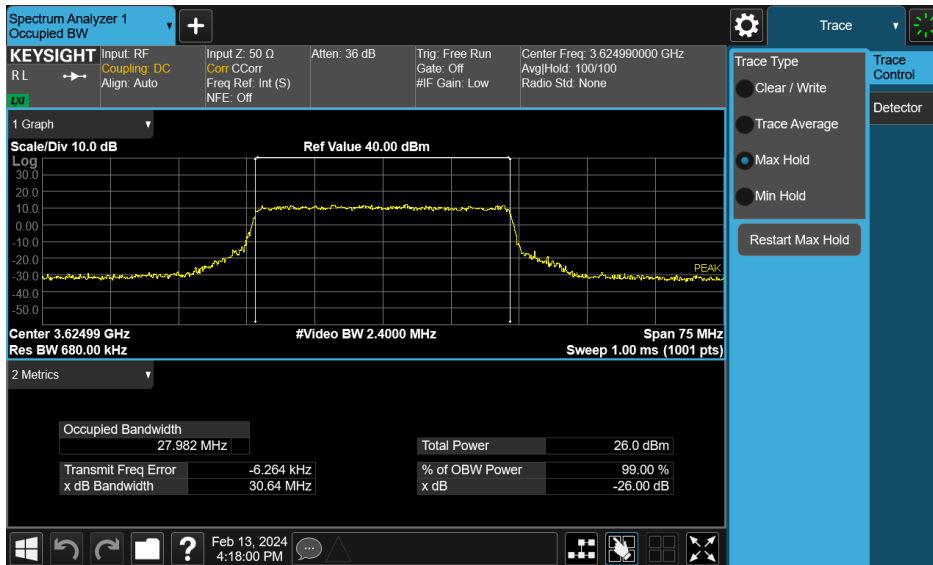 Spectrum Analyzer 1
Occupied BW
Trace
KEYSIGHT
RL
LXI
Input: RF
Coupling: DC
Align: Auto
Input Z: 50 Ω
Corr CCorr
Freq Ref: Int (S)
NFE: Off
Atten: 36 dB
Trig: Free Run
Gate: Off
#IF Gain: Low
Center Freq: 3.624990000 GHz
Avg|Hold: 100/100
Radio Std: None
Trace Type
Clear / Write
Trace Average
Max Hold
Min Hold
Restart Max Hold
Trace
Control
Detector
1 Graph
Scale/Div 10.0 dB
Ref Value 40.00 dBm
Log
30.0
20.0
10.0
0.00
-10.0
-20.0
-30.0
-40.0
-50.0
PEAK
Center 3.62499 GHz
#Video BW 2.4000 MHz
Span 75 MHz
Res BW 680.00 kHz
Sweep 1.00 ms (1001 pts)
2 Metrics
Occupied Bandwidth
27.982 MHz
Total Power 26.0 dBm
Transmit Freq Error -6.264 kHz
% of OBW Power 99.00 %
x dB Bandwidth 30.64 MHz
x dB -26.00 dB
Feb 13, 2024
4:18:00 PM